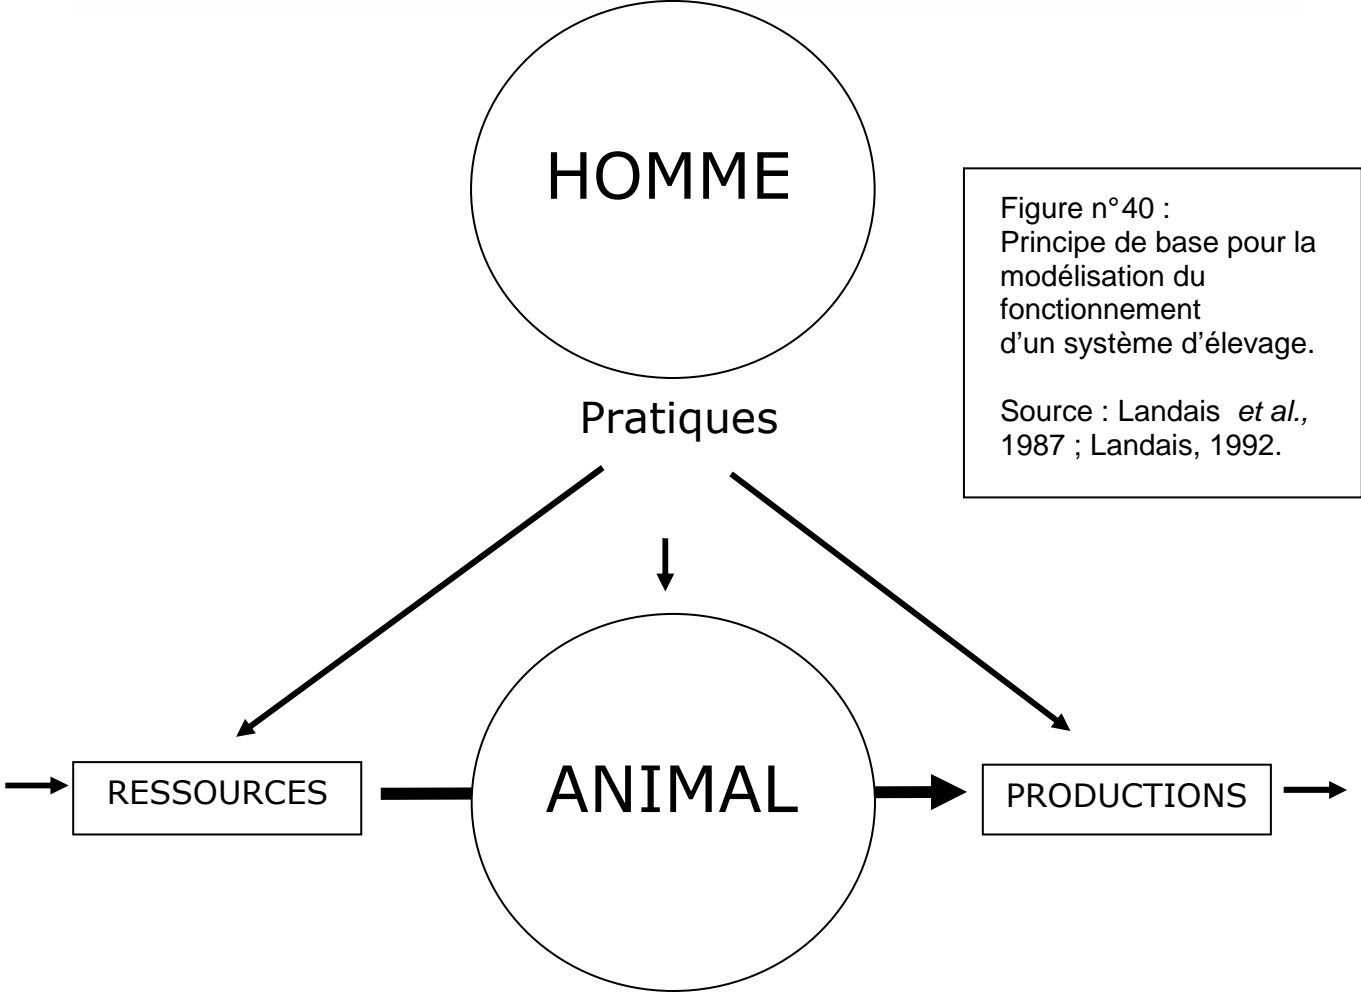 HOMME
Figure n°40 :
Principe de base pour la
modélisation du
fonctionnement
d'un système d'élevage.
Source : Landais et al.,
1987 ; Landais, 1992.
Pratiques
RESSOURCES
ANIMAL
PRODUCTIONS